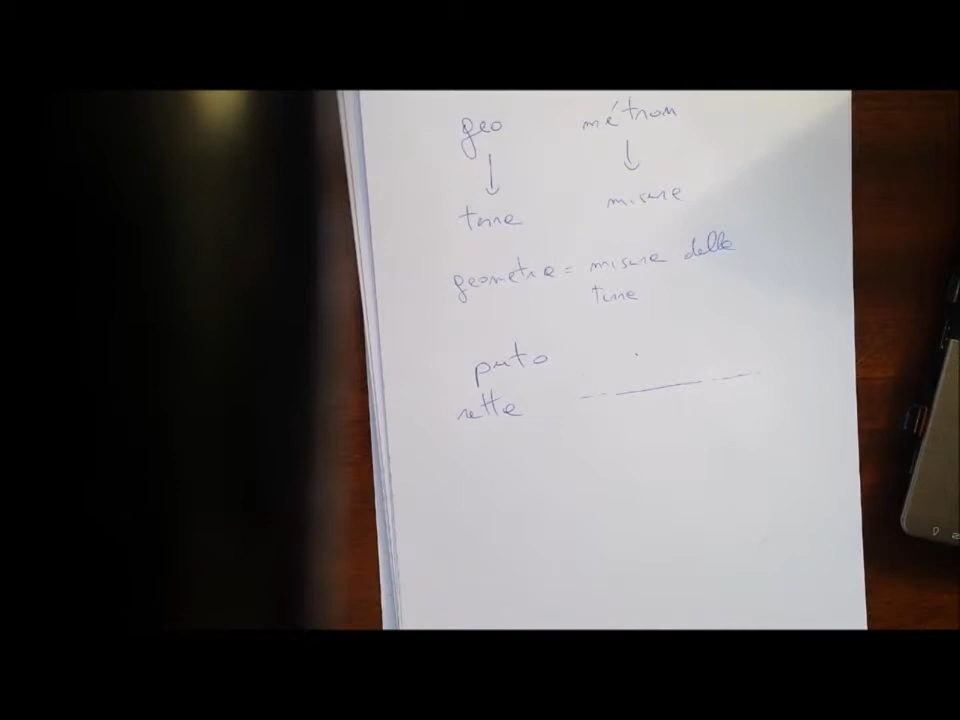 geo métron
terra misura
geometria = misura della
terra
punto
retta